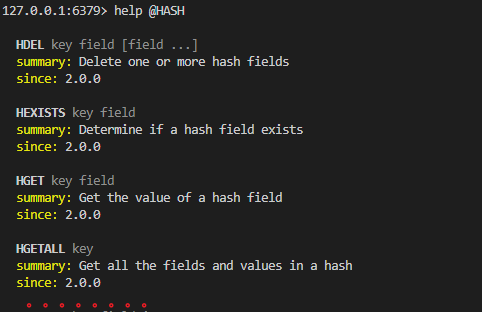 127.0.0.1:6379> help @HASH
HDEL key field [field ...]
summary: Delete one or more hash fields
since: 2.0.0
HEXISTS key field
summary: Determine if a hash field exists
since: 2.0.0
HGET key field
summary: Get the value of a hash field
since: 2.0.0
HGETALL key
summary: Get all the fields and values in a hash
since: 2.0.0